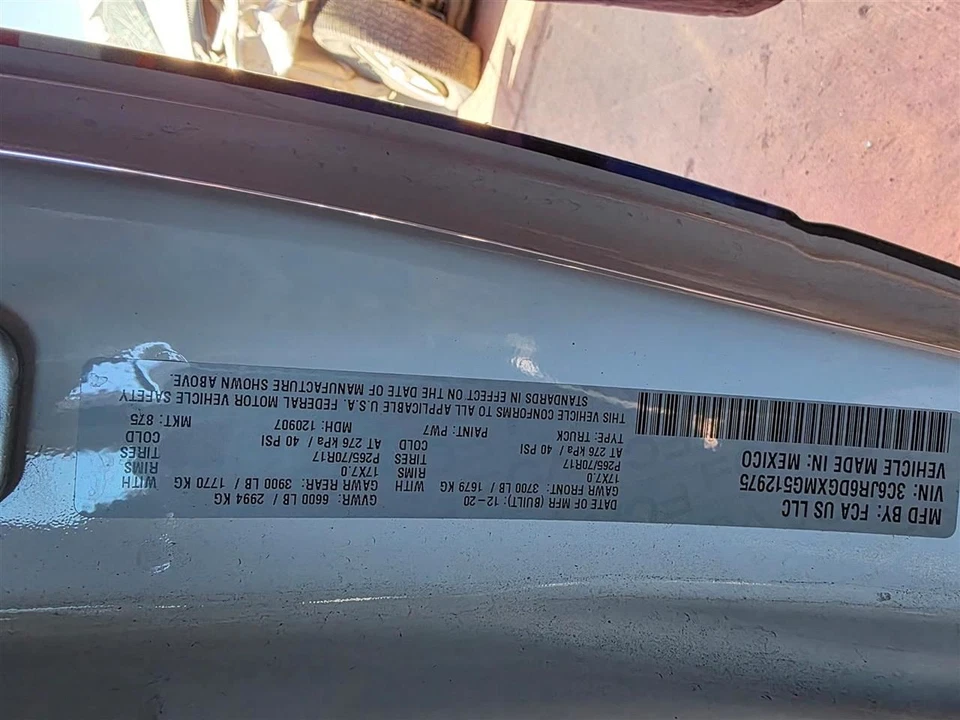 MFD BY: FCA US LLC
DATE OF MFR (BUILT): 12-20
GVWR: 6600 LB / 2994 KG
VIN: 3C6JR6DGXMG512975
GAWR FRONT: 3700 LB / 1679 KG WITH
GAWR REAR: 3900 LB / 1770 KG WITH
VEHICLE MADE IN: MEXICO
17X7.0 RIMS
17X7.0 RIMS
P265/70R17 TIRES
P265/70R17 TIRES
AT 276 kPa / 40 PSI COLD
AT 276 kPa / 40 PSI COLD
TYPE: TRUCK PAINT: PW7 MDH: 120907 MKT: 875
THIS VEHICLE CONFORMS TO ALL APPLICABLE U.S.A. FEDERAL MOTOR VEHICLE SAFETY
STANDARDS IN EFFECT ON THE DATE OF MANUFACTURE SHOWN ABOVE.